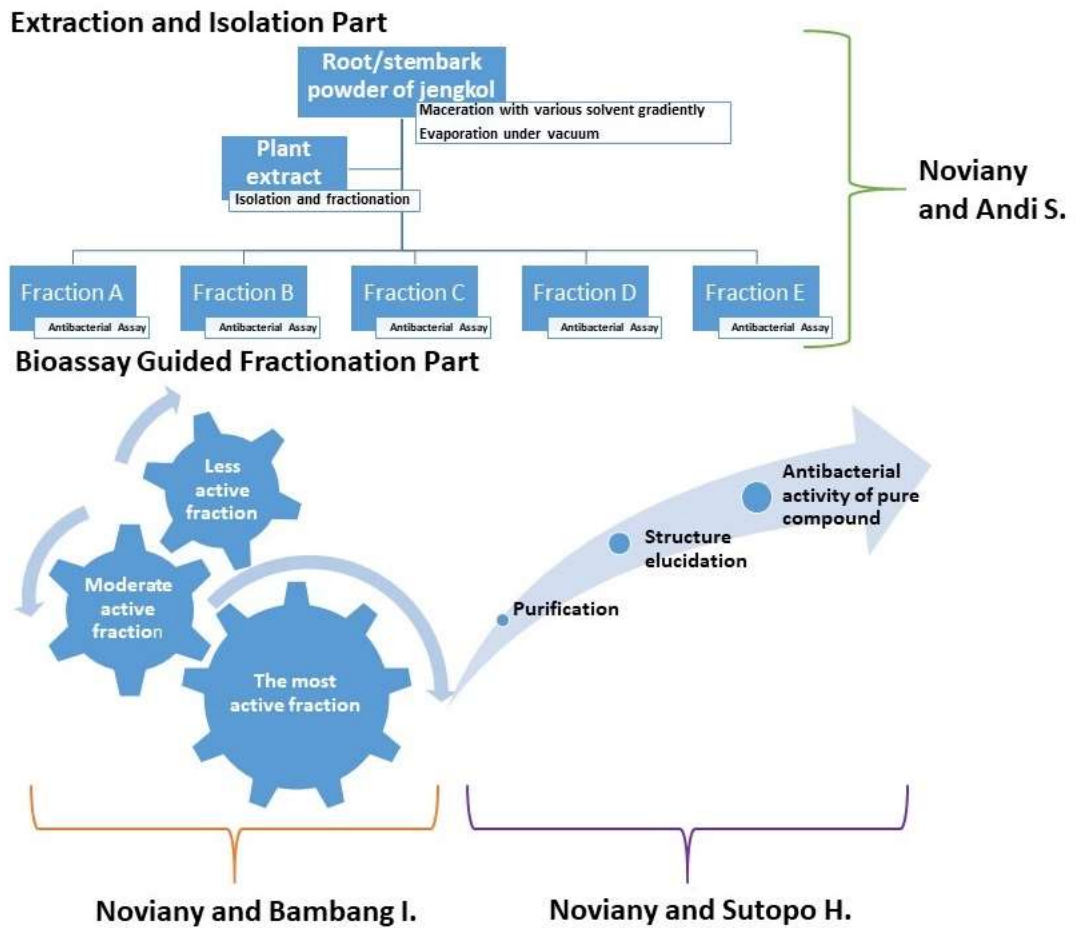 Extraction and Isolation Part
Root/stembark
powder of jengkol
Maceration with various solvent gradiently
Evaporation under vacuum
Plant
extract
Isolation and fractionation
Noviany
and Andi S.
Fraction A
Antibacterial Assay
Fraction B
Antibacterial Assay
Fraction C
Antibacterial Assay
Fraction D
Antibacterial Assay
Fraction E
Antibacterial Assay
Bioassay Guided Fractionation Part
Less
active
fraction
Moderate
active
fraction
The most
active fraction
Purification
Structure
elucidation
Antibacterial
activity of pure
compound
Noviany and Bambang I.
Noviany and Sutopo H.